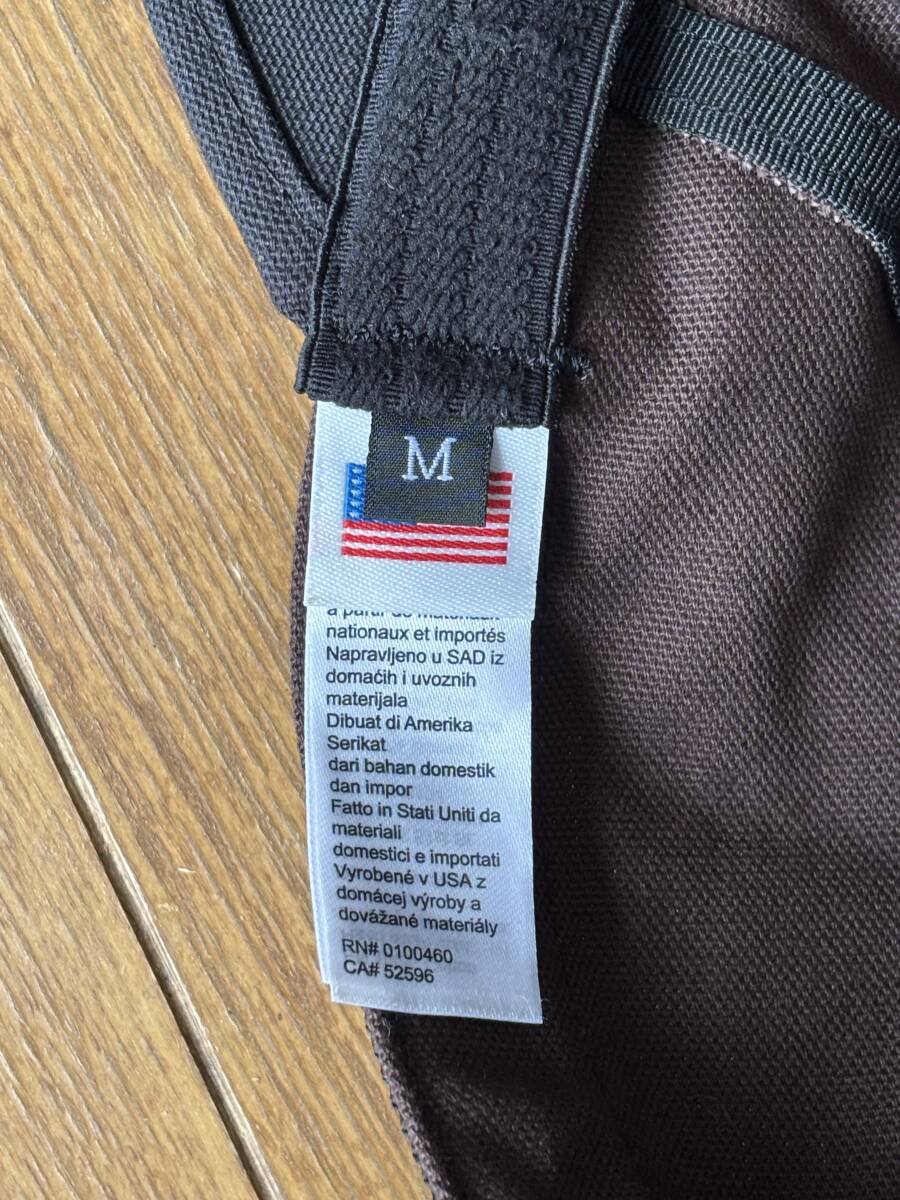 M
nationaux et importés
Napravljeno u SAD iz
domaćih i uvoznih
materijala
Dibuat di Amerika
Serikat
dari bahan domestik
dan impor
Fatto in Stati Uniti da
materiali
domestici e importati
Vyrobené v USA z
domácej výroby a
dovážané materiály
RN# 0100460
CA# 52596